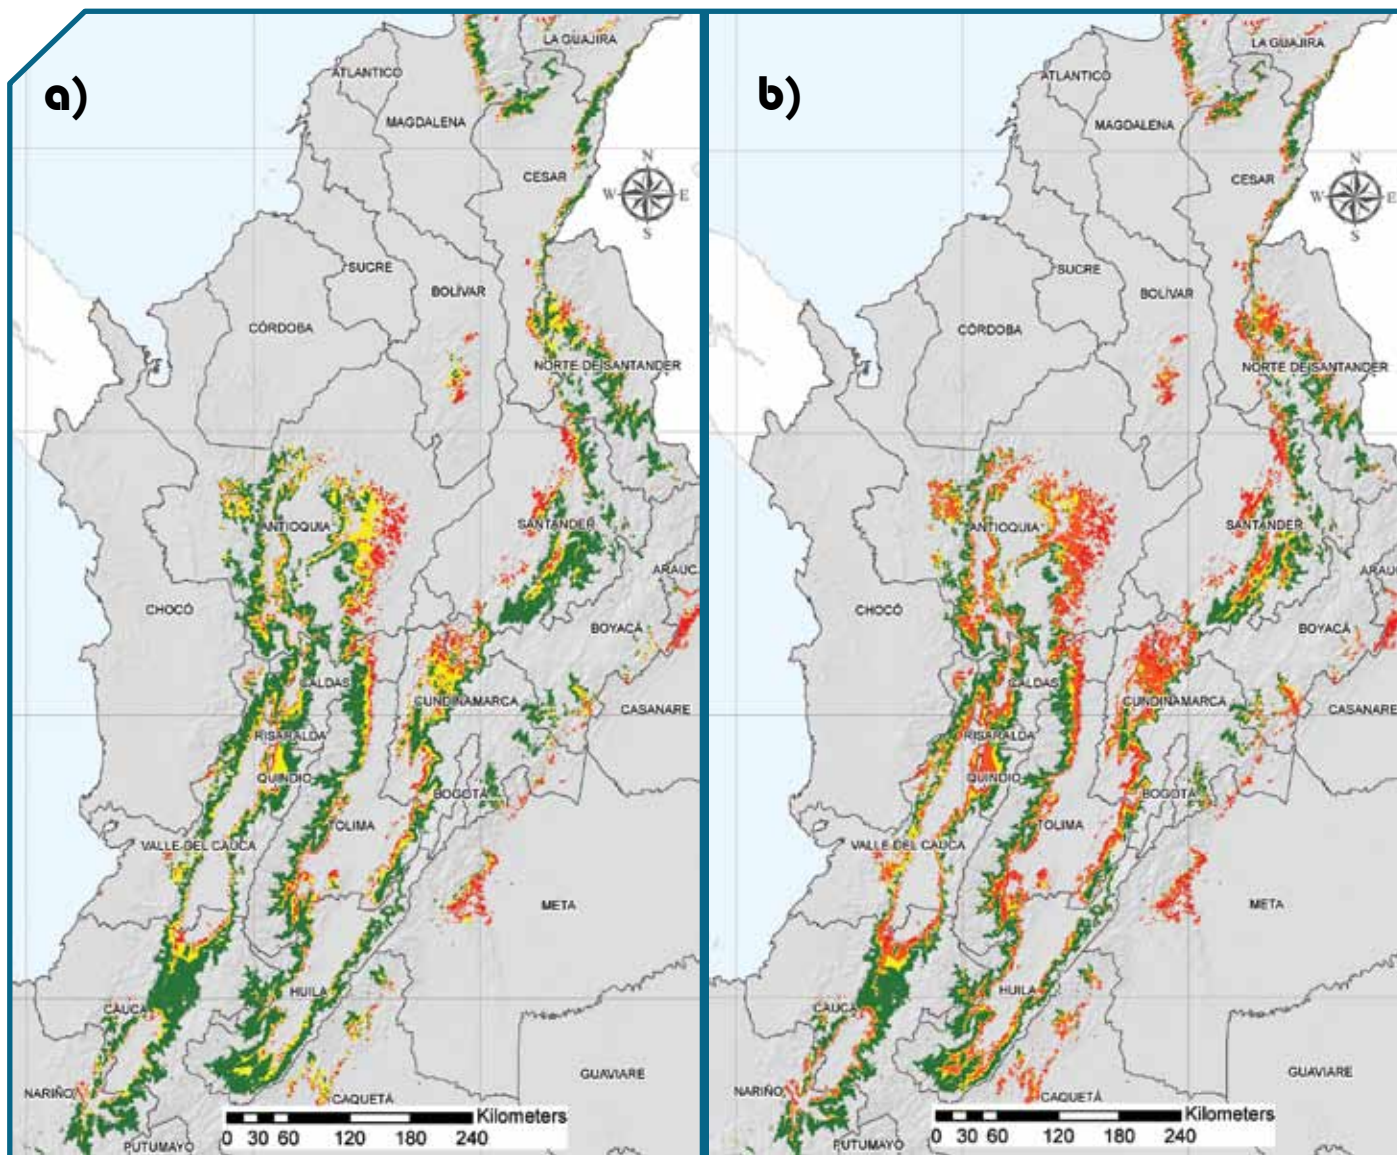 a)
LA GUAJIRA
ATLANTICO
MAGDALENA
CESAR
N
W E
S
SUCRE
BOLÍVAR
CÓRDOBA
NORTE DE SANTANDER
ANTIOQUIA
SANTANDER
ARAUC
CHOCÓ
BOYACÁ
CALDAS
CUNDINAMARCA
CASANARE
RISARALDA
QUINDIO
BOGOTÁ
TOLIMA
VALLE DEL CAUCA
META
HUILA
CAUCA
GUAVIARE
NARIÑO
CAQUETÁ
PUTUMAYO
Kilometers
0 30 60 120 180 240
b)
LA GUAJIRA
ATLANTICO
MAGDALENA
CESAR
N
W E
S
SUCRE
BOLÍVAR
CÓRDOBA
NORTE DE SANTANDER
ANTIOQUIA
SANTANDER
ARAUC
CHOCÓ
BOYACÁ
CALDAS
CUNDINAMARCA
CASANARE
RISARALDA
QUINDIO
BOGOTÁ
TOLIMA
VALLE DEL CAUCA
META
HUILA
CAUCA
GUAVIARE
NARIÑO
CAQUETÁ
PUTUMAYO
Kilometers
0 30 60 120 180 240